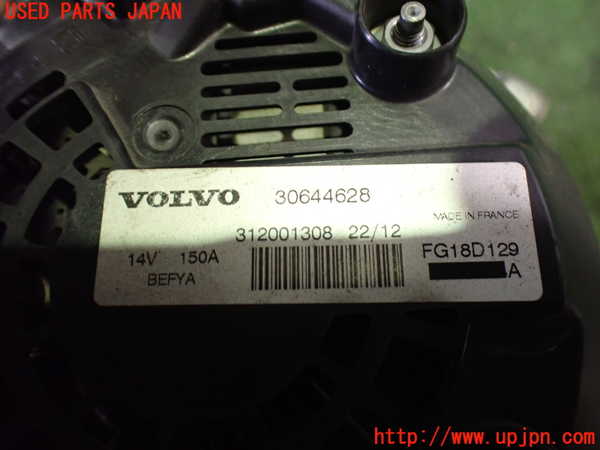 USED PARTS JAPAN
VOLVO 30644628
MADE IN FRANCE
312001308 22/12
14V 150A
FG18D129
BEFYA
A
http://www.upjpn.com/